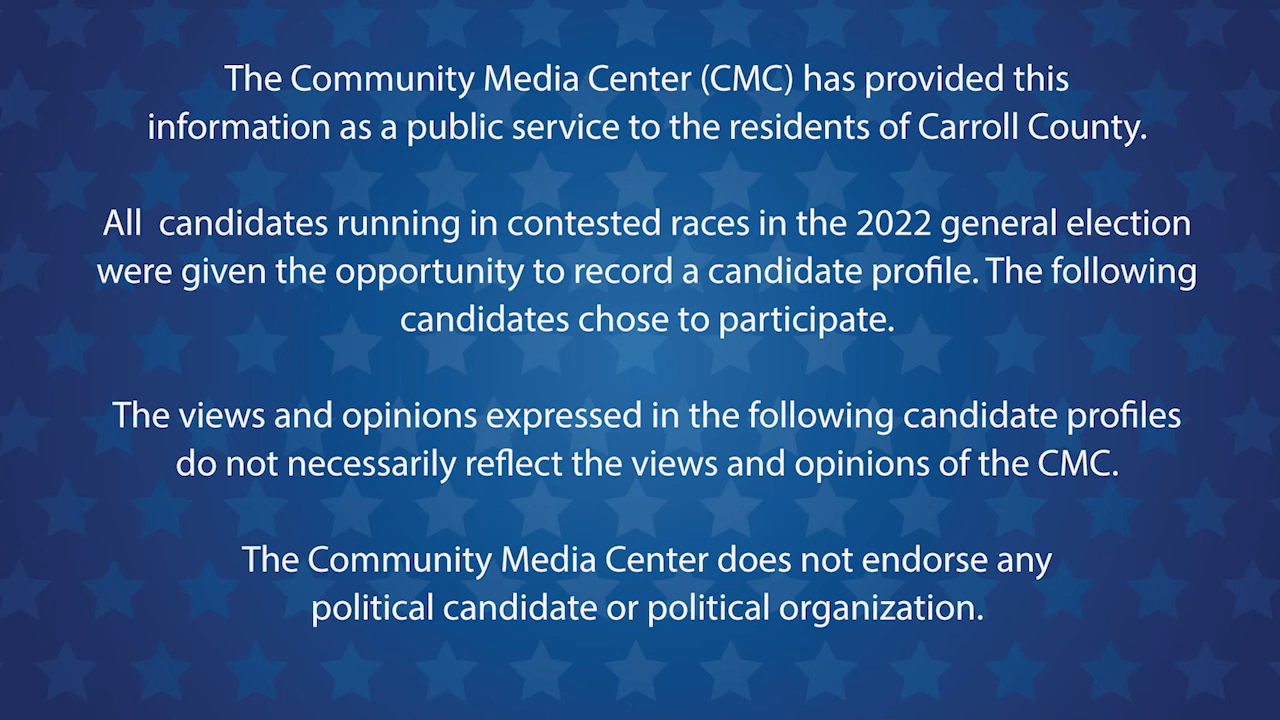 The Community Media Center (CMC) has provided this
information as a public service to the residents of Carroll County.
All  candidates running in contested races in the 2022 general election
were given the opportunity to record a candidate profile. The following
candidates chose to participate.
The views and opinions expressed in the following candidate profiles
do not necessarily reflect the views and opinions of the CMC.
The Community Media Center does not endorse any
political candidate or political organization.